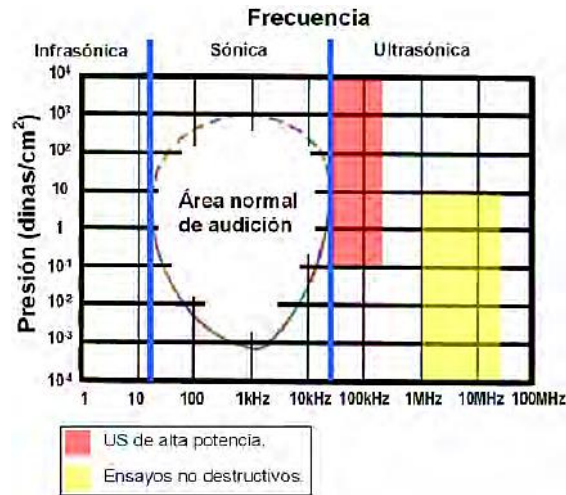 Frecuencia
Infrasónica Sónica Ultrasónica
Presión (dinas/cm²)
10⁴
10³
10²
10
1
10⁻¹
10⁻²
10⁻³
10⁻⁴
Área normal
de audición
1 10 100 1kHz 10kHz 100kHz 1MHz 10MHz 100MHz
US de alta potencia.
Ensayos no destructivos.